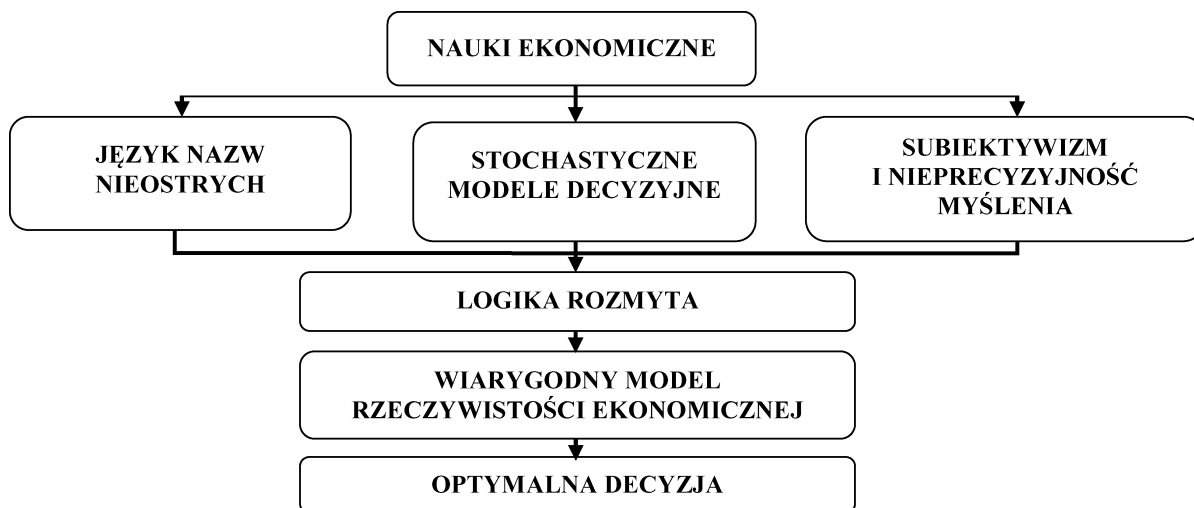 NAUKI EKONOMICZNE
JĘZYK NAZW
NIEOSTRYCH
STOCHASTYCZNE
MODELE DECYZYJNE
SUBIEKTYWIZM
I NIEPRECYZYJNOŚĆ
MYŚLENIA
LOGIKA ROZMYTA
WIARYGODNY MODEL
RZECZYWISTOŚCI EKONOMICZNEJ
OPTYMALNA DECYZJA